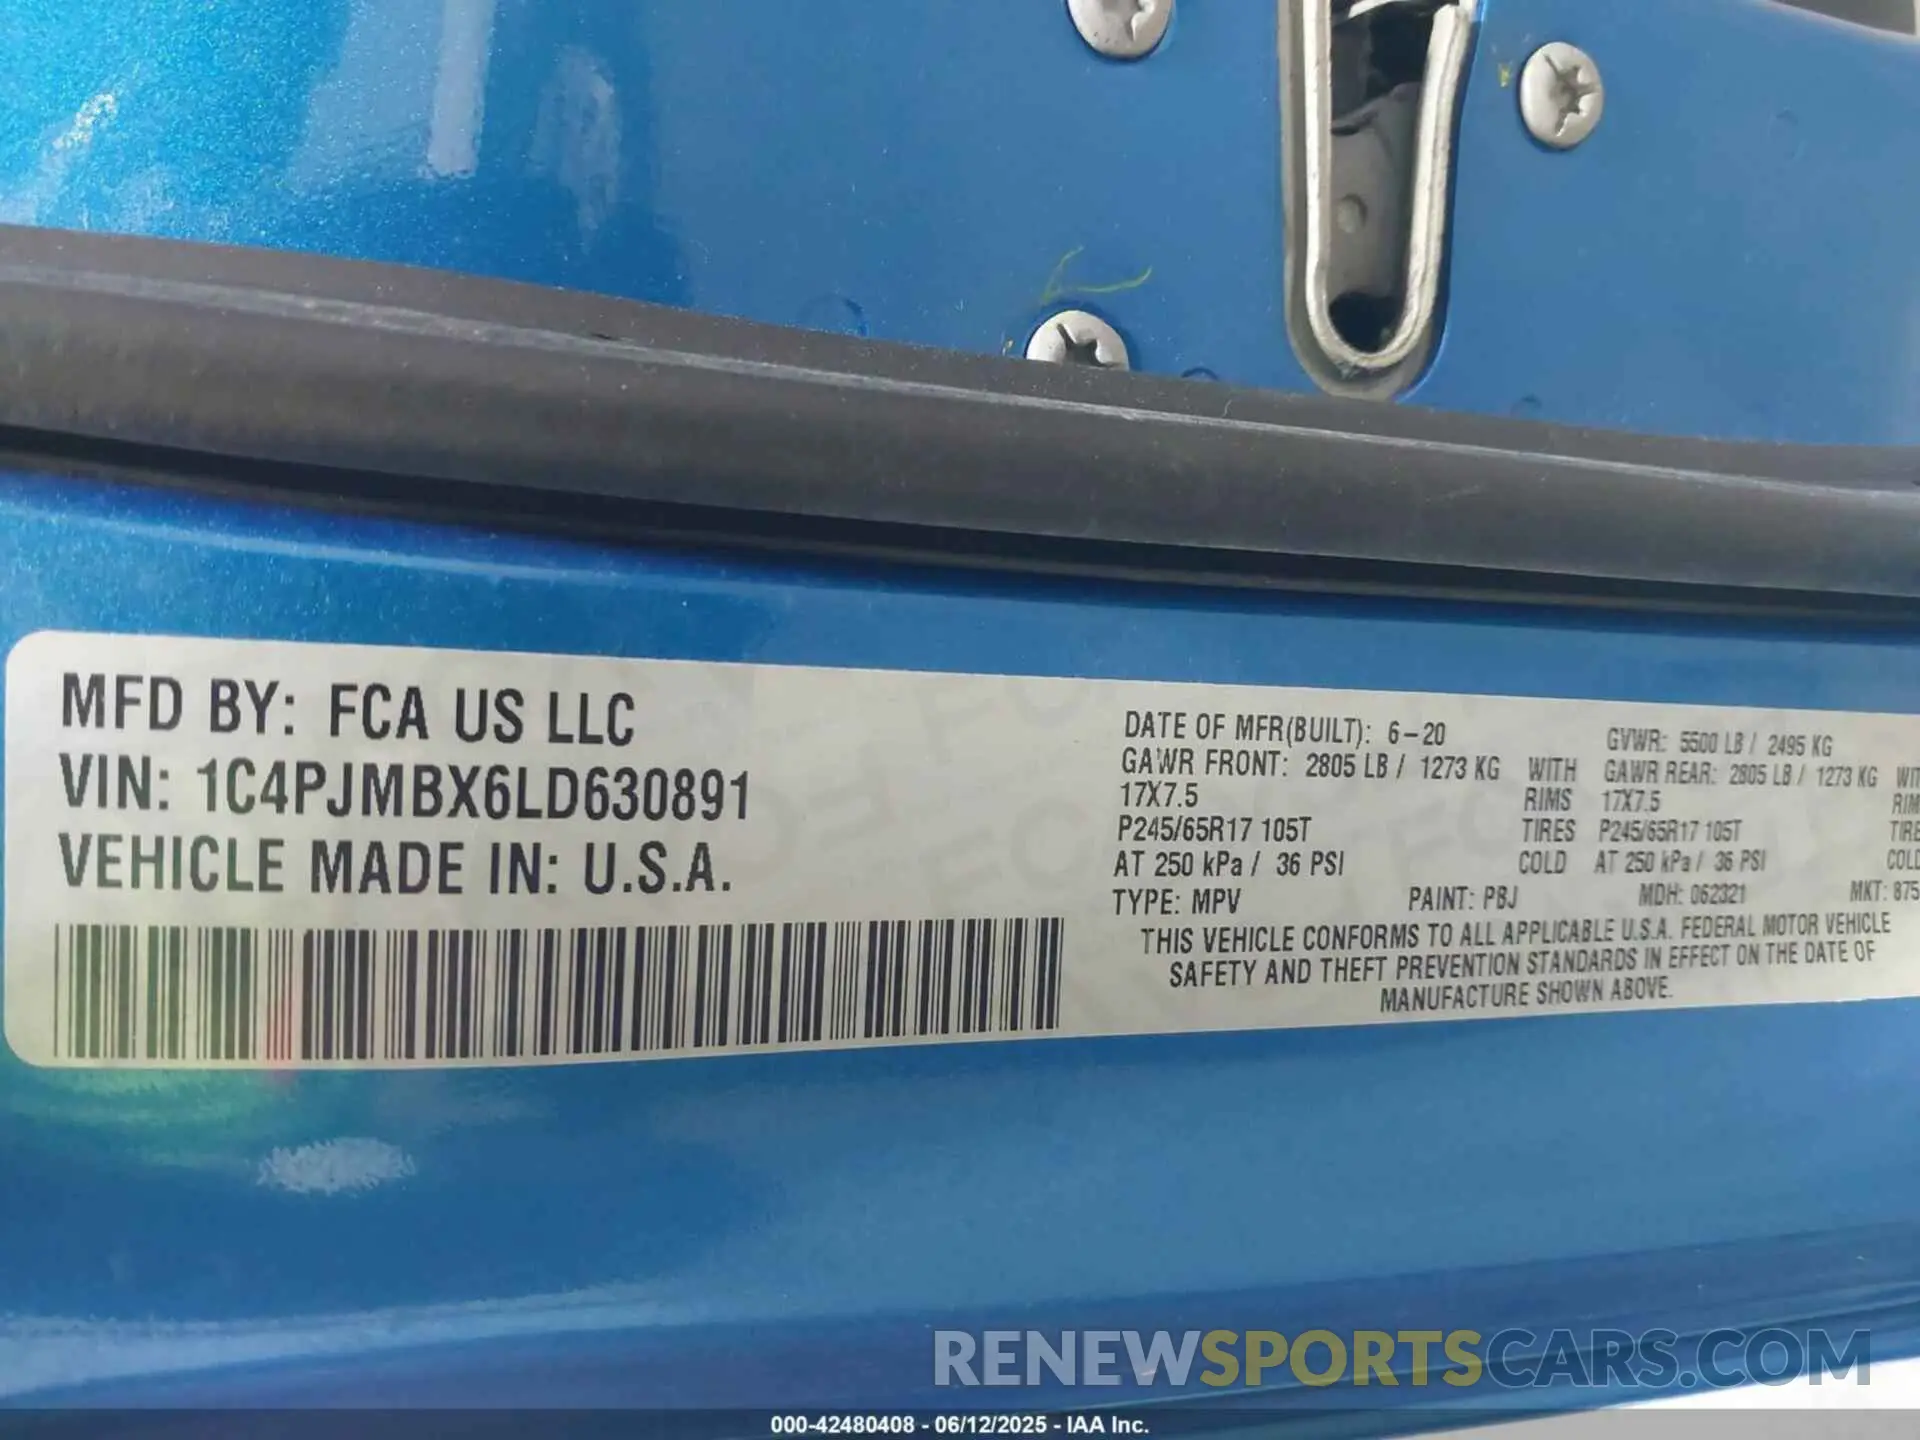 MFD BY: FCA US LLC
VIN: 1C4PJMBX6LD630891
VEHICLE MADE IN: U.S.A.
DATE OF MFR(BUILT): 6-20 GVWR: 5500 LB / 2495 KG
GAWR FRONT: 2805 LB / 1273 KG WITH GAWR REAR: 2805 LB / 1273 KG
17X7.5 RIMS 17X7.5
P245/65R17 105T TIRES P245/65R17 105T
AT 250 kPa / 36 PSI COLD AT 250 kPa / 36 PSI COLD
TYPE: MPV PAINT: PBJ MDH: 062321 MKT: 875
THIS VEHICLE CONFORMS TO ALL APPLICABLE U.S.A. FEDERAL MOTOR VEHICLE
SAFETY AND THEFT PREVENTION STANDARDS IN EFFECT ON THE DATE OF
MANUFACTURE SHOWN ABOVE.
RENEWSPORTSCARS.COM
000-42480408 - 06/12/2025 - IAA Inc.